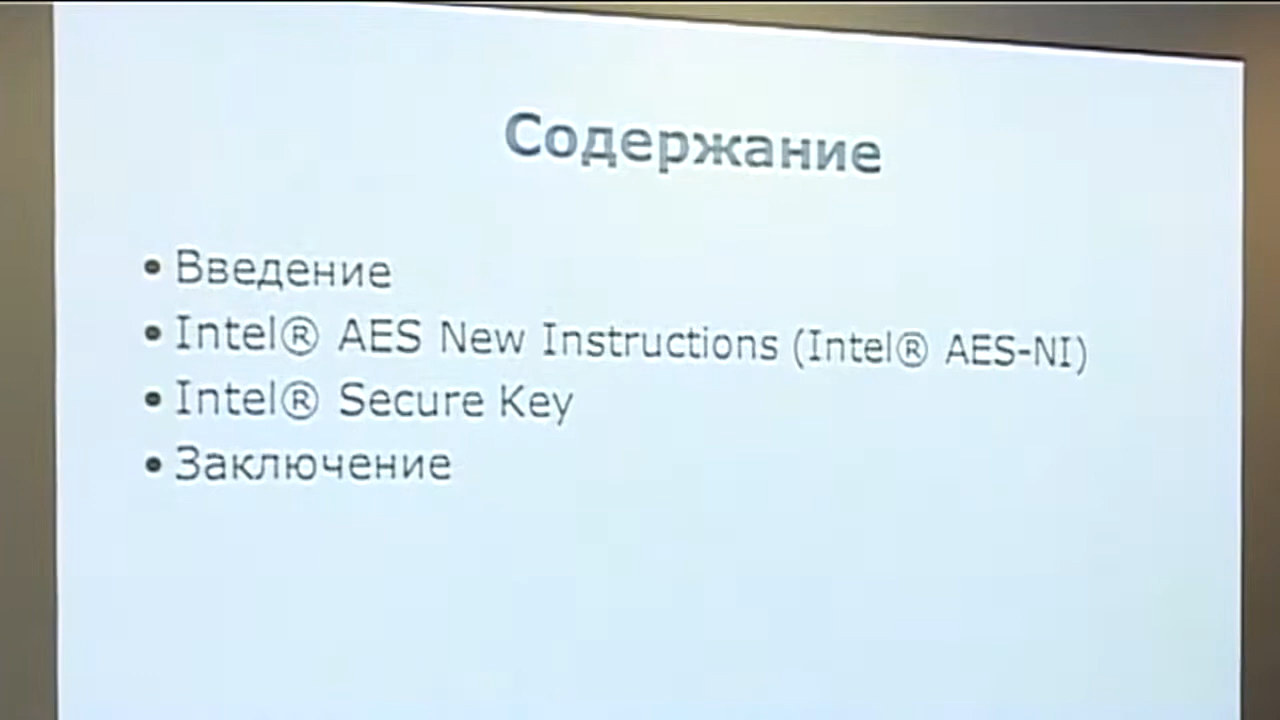 Содержание
• Введение
• Intel® AES New Instructions (Intel® AES-NI)
• Intel® Secure Key
• Заключение